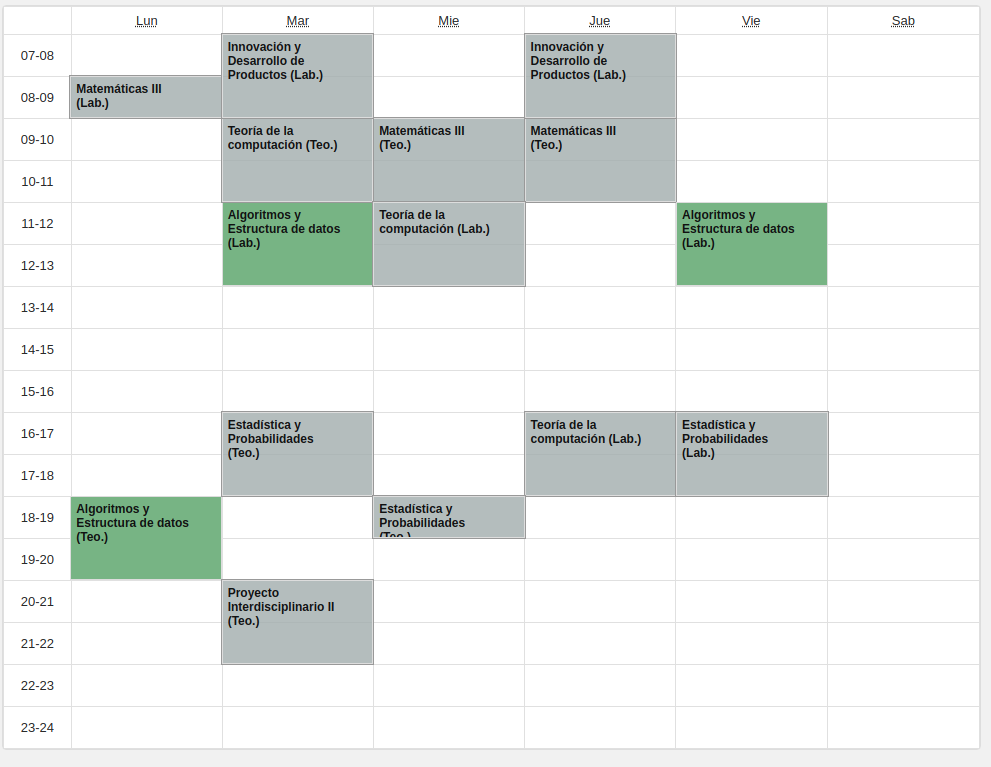 Lun Mar Mie Jue Vie Sab
07-08
Innovación y
Desarrollo de
Productos (Lab.)
Innovación y
Desarrollo de
Productos (Lab.)
08-09
Matemáticas III
(Lab.)
09-10
Teoría de la
computación (Teo.)
Matemáticas III
(Teo.)
Matemáticas III
(Teo.)
10-11
11-12
Algoritmos y
Estructura de datos
(Lab.)
Teoría de la
computación (Lab.)
Algoritmos y
Estructura de datos
(Lab.)
12-13
13-14
14-15
15-16
16-17
Estadística y
Probabilidades
(Teo.)
Teoría de la
computación (Lab.)
Estadística y
Probabilidades
(Lab.)
17-18
18-19
Algoritmos y
Estructura de datos
(Teo.)
Estadística y
Probabilidades
(Teo.)
19-20
20-21
Proyecto
Interdisciplinario II
(Teo.)
21-22
22-23
23-24